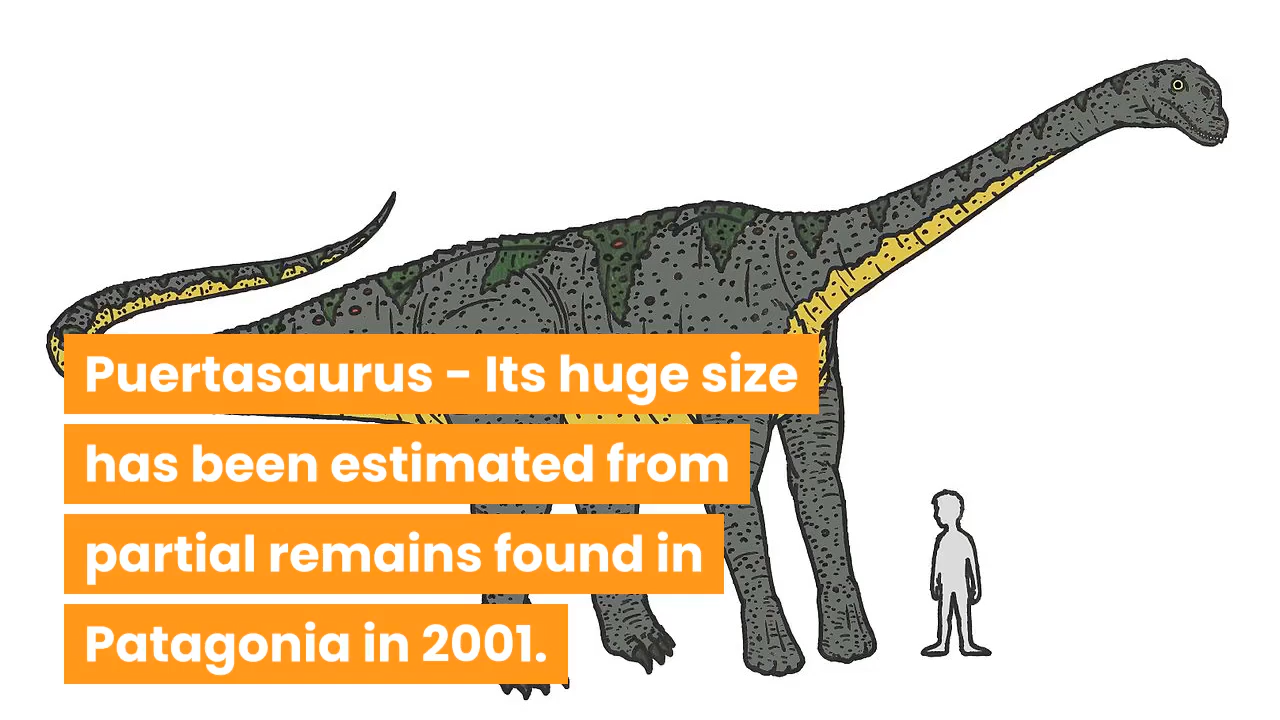 Puertasaurus - Its huge size
has been estimated from
partial remains found in
Patagonia in 2001.